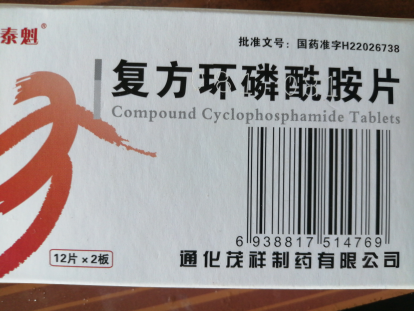 泰魁®
批准文号：国药准字H22026738
复方环磷酰胺片
Compound Cyclophosphamide Tablets
6 938817 514769
12片×2板
通化茂祥制药有限公司